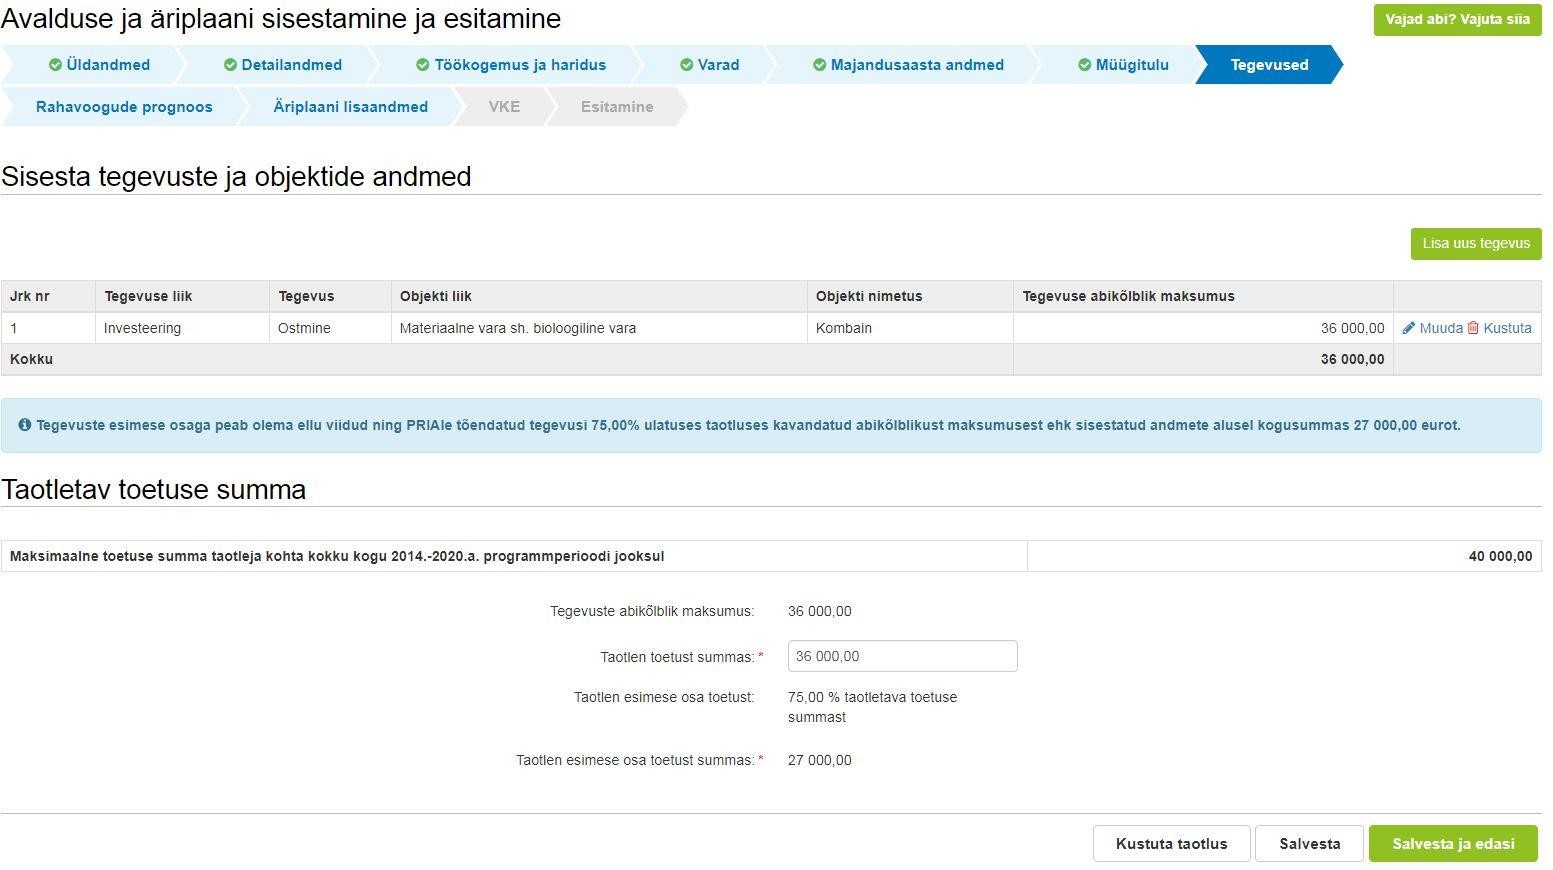 Avalduse ja äriplaani sisestamine ja esitamine
Vajad abi? Vajuta siia
Üldandmed
Detailandmed
Töökogemus ja haridus
Varad
Majandusaasta andmed
Müügitulu
Tegevused
Rahavoogude prognoos
Äriplaani lisaandmed
VKE
Esitamine
Sisesta tegevuste ja objektide andmed
Lisa uus tegevus
Jrk nr Tegevuse liik Tegevus Objekti liik Objekti nimetus Tegevuse abikõlblik maksumus
1 Investeering Ostmine Materiaalne vara sh. bioloogiline vara Kombain 36 000,00 Muuda Kustuta
Kokku 36 000,00
Tegevuste esimese osaga peab olema ellu viidud ning PRIAle tõendatud tegevusi 75,00% ulatuses taotluses kavandatud abikõlblikust maksumusest ehk sisestatud andmete alusel kogusummas 27 000,00 eurot.
Taotletav toetuse summa
Maksimaalne toetuse summa taotleja kohta kokku kogu 2014.-2020.a. programmperioodi jooksul 40 000,00
Tegevuste abikõlblik maksumus: 36 000,00
Taotlen toetust summas: * 36 000,00
Taotlen esimese osa toetust: 75,00 % taotletava toetuse
summast
Taotlen esimese osa toetust summas: * 27 000,00
Kustuta taotlus
Salvesta
Salvesta ja edasi